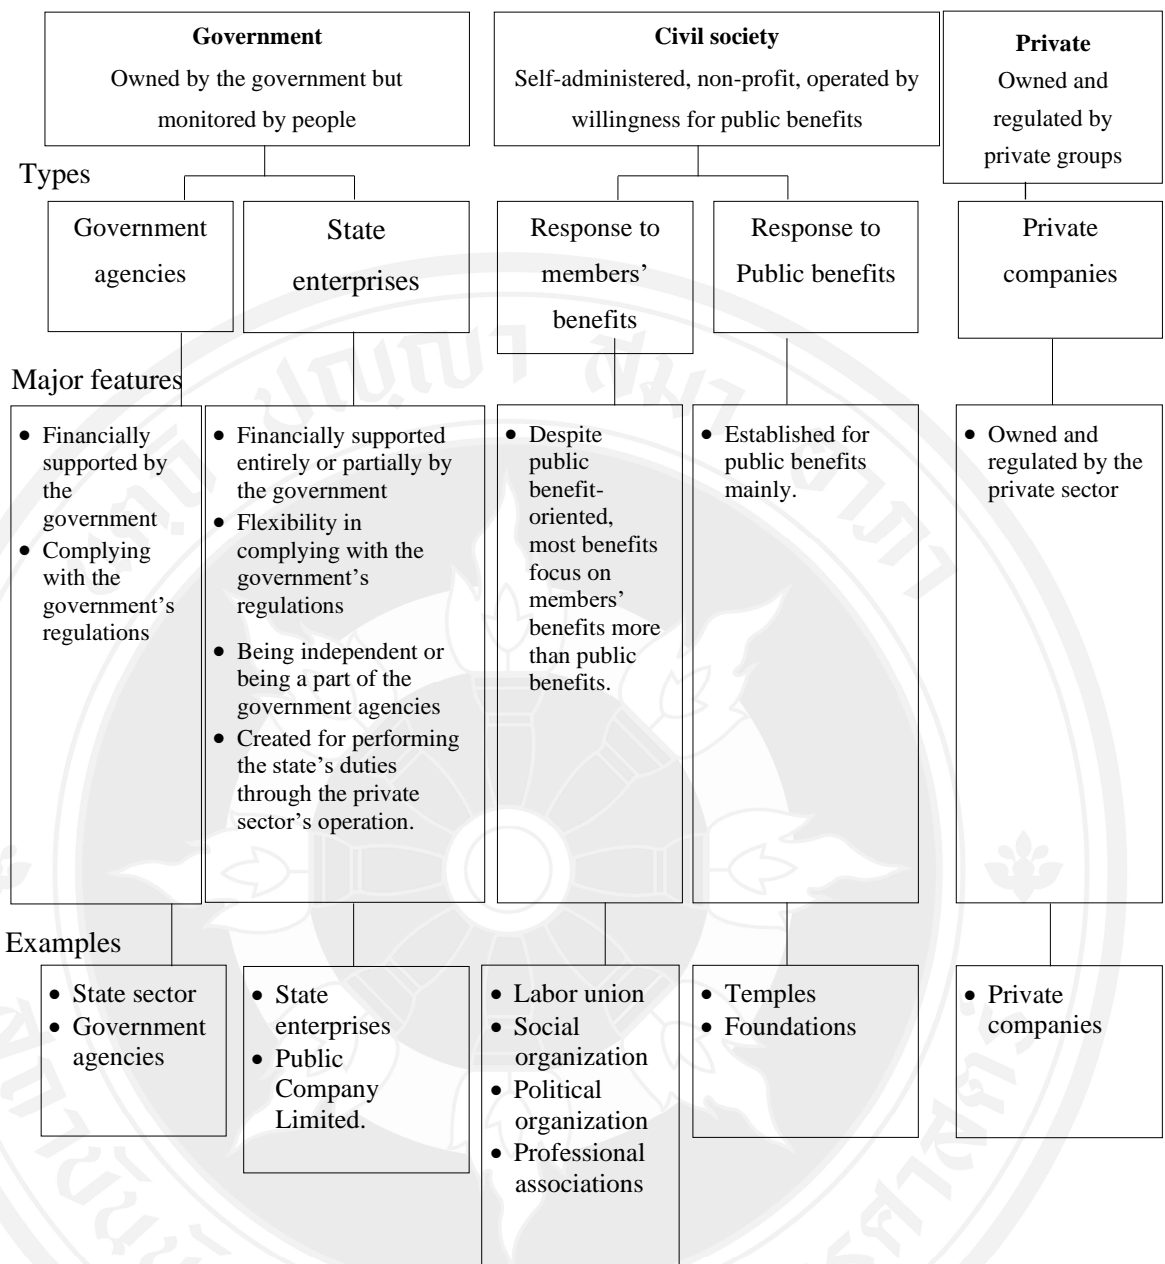 Government
Owned by the government but
monitored by people
Civil society
Self-administered, non-profit, operated by
willingness for public benefits
Private
Owned and
regulated by
private groups
Types
Government
agencies
State
enterprises
Response to
members’
benefits
Response to
Public benefits
Private
companies
Major features
• Financially
supported by
the
government
• Complying
with the
government’s
regulations
• Financially supported
entirely or partially by
the government
• Flexibility in
complying with the
government’s
regulations
• Being independent or
being a part of the
government agencies
• Created for performing
the state’s duties
through the private
sector’s operation.
• Despite
public
benefit-
oriented,
most benefits
focus on
members’
benefits more
than public
benefits.
• Established for
public benefits
mainly.
• Owned and
regulated by the
private sector
Examples
• State sector
• Government
agencies
• State
enterprises
• Public
Company
Limited.
• Labor union
• Social
organization
• Political
organization
• Professional
associations
• Temples
• Foundations
• Private
companies